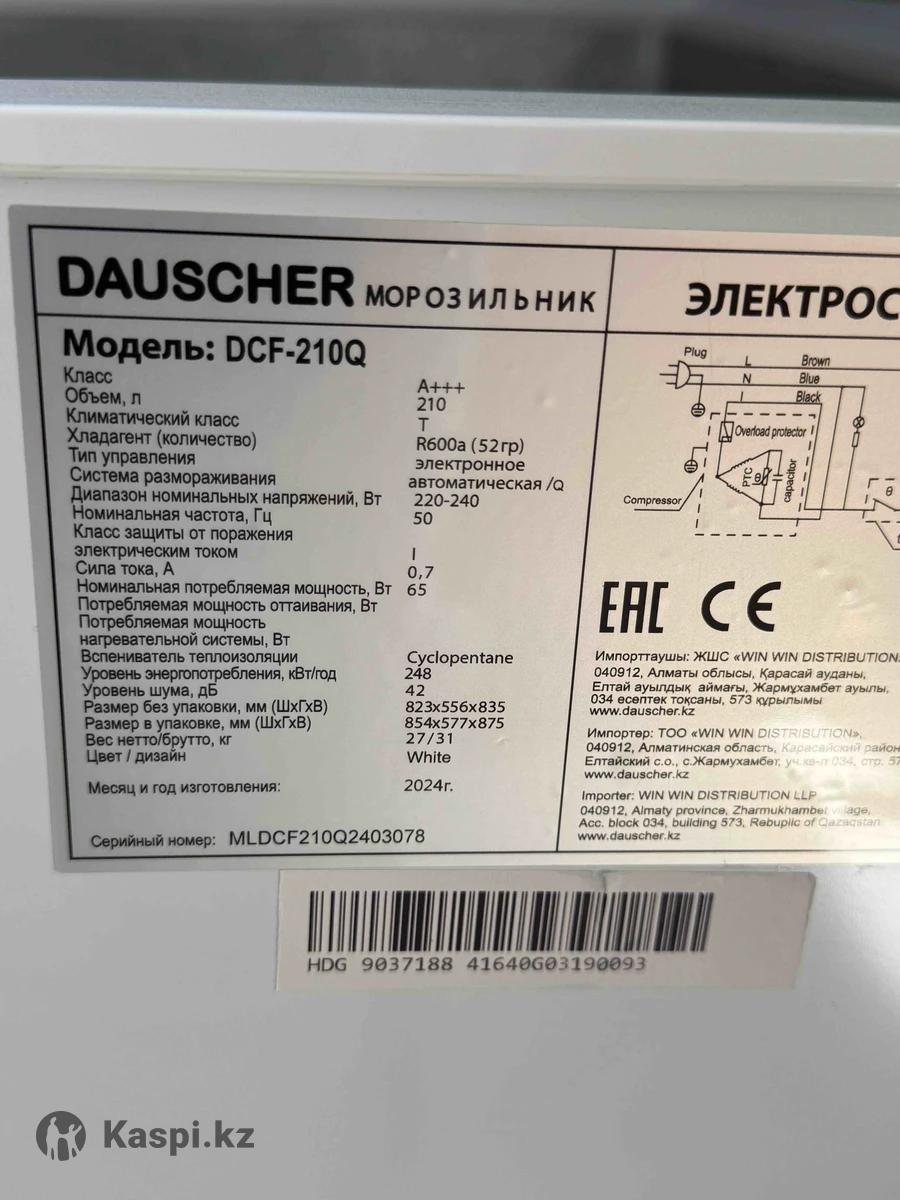 DAUSCHER МОРОЗИЛЬНИК
Модель: DCF-210Q
Класс A+++
Объем, л 210
Климатический класс T
Хладагент (количество) R600a (52гр)
Тип управления электронное
Система размораживания автоматическая /Q
Диапазон номинальных напряжений, Вт 220-240
Номинальная частота, Гц 50
Класс защиты от поражения
электрическим током I
Сила тока, А 0,7
Номинальная потребляемая мощность, Вт 65
Потребляемая мощность оттаивания, Вт
Потребляемая мощность
нагревательной системы, Вт
Вспениватель теплоизоляции Cyclopentane
Уровень энергопотребления, кВт/год 248
Уровень шума, дБ 42
Размер без упаковки, мм (ШхГхВ) 823x556x835
Размер в упаковке, мм (ШхГхВ) 854x577x875
Вес нетто/брутто, кг 27/31
Цвет / дизайн White
Месяц и год изготовления: 2024г.
Серийный номер: MLDCF210Q2403078
ЭЛЕКТРОС
Plug
L Brown
N Blue
Black
Overload protector
PTC
θ
capacitor
Compressor
θ
EAC CE
Импорттаушы: ЖШС «WIN WIN DISTRIBUTION
040912, Алматы облысы, Қарасай ауданы,
Елтай ауылдық аймағы, Жармұхамбет ауылы,
034 есептек тоқсаны, 573 құрылымы
www.dauscher.kz
Импортер: ТОО «WIN WIN DISTRIBUTION»,
040912, Алматинская область, Карасайский район
Елтайский с.о., с.Жармухамбет, уч.кв-л 034, стр. 57
www.dauscher.kz
Importer: WIN WIN DISTRIBUTION LLP
040912, Almaty province, Zharmukhambet village,
Acc. block 034, building 573, Rebuplic of Qazaqstan
www.dauscher.kz
HDG 9037188 41640G03190093
Kaspi.kz